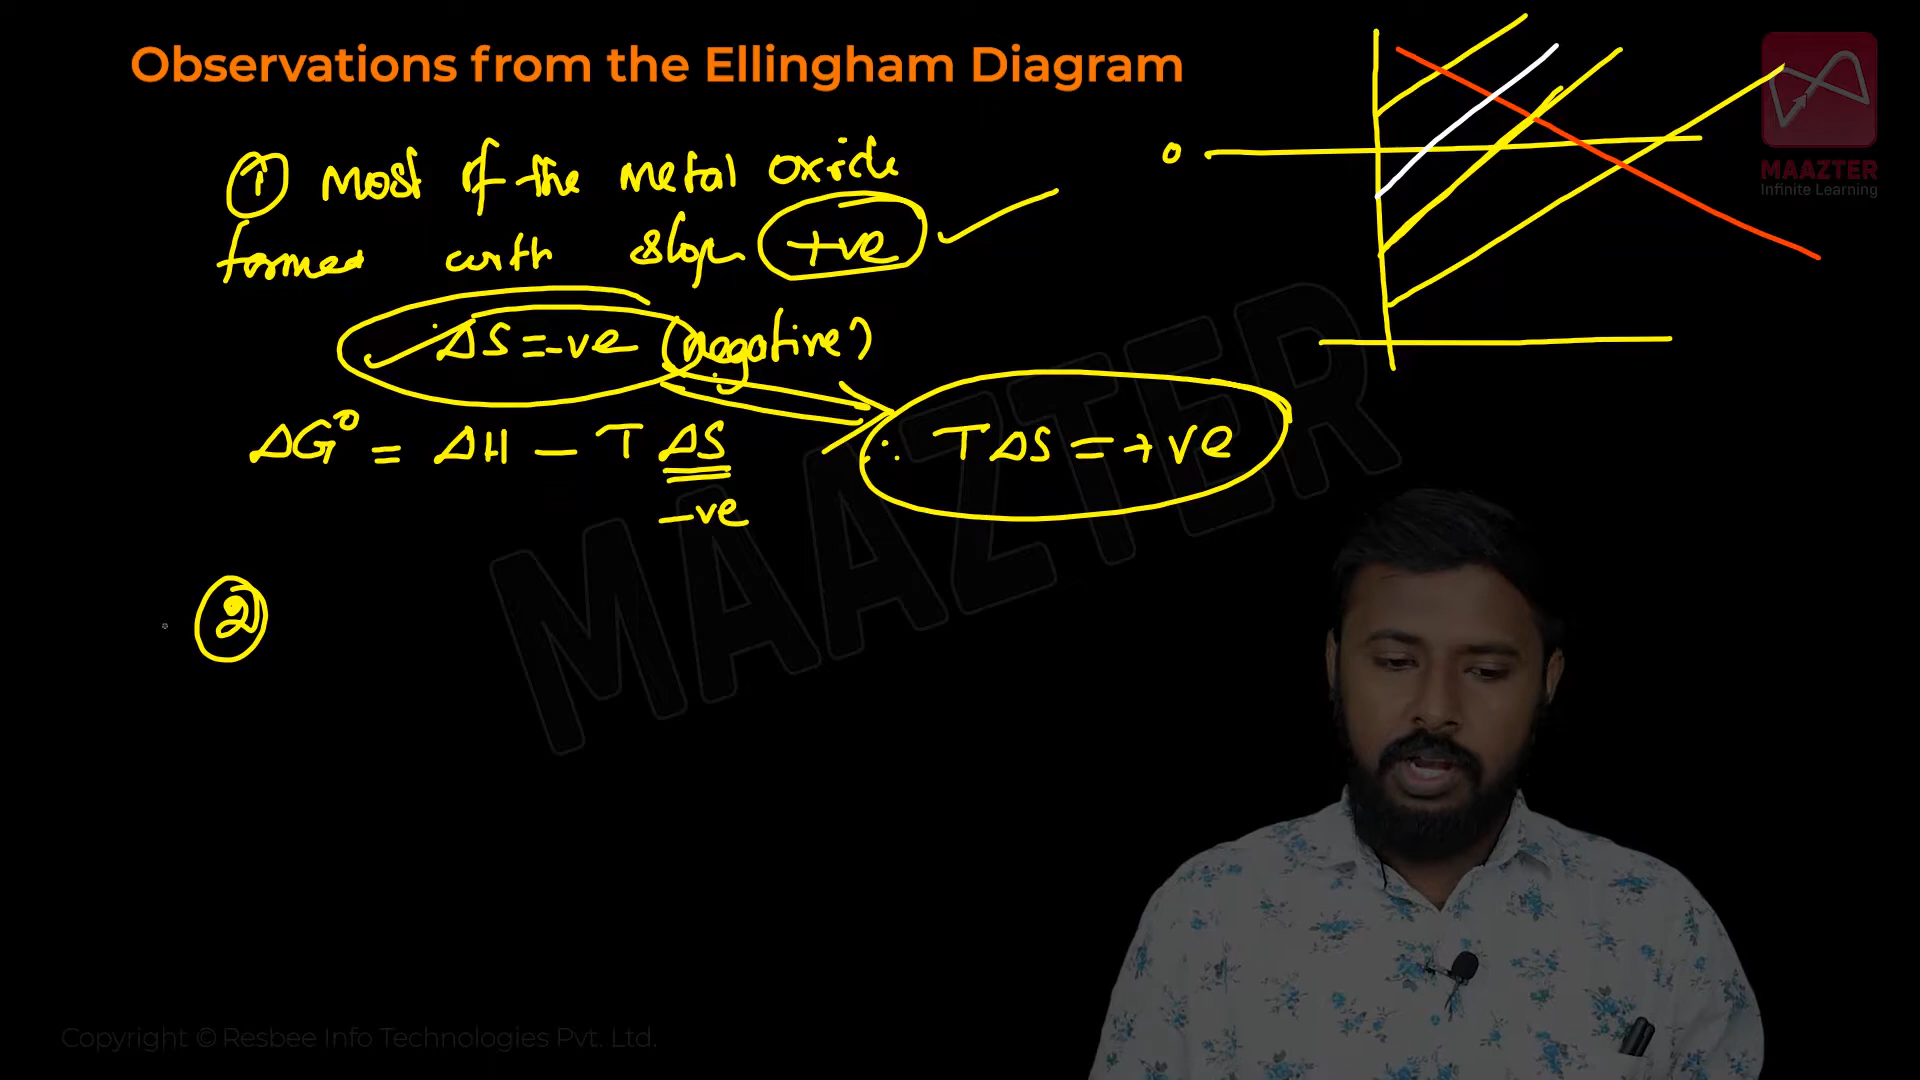 Observations from the Ellingham Diagram
① Most of the metal oxide
formed with slop +ve
ΔS = -ve (negative)
ΔG° = ΔH - T ΔS
-ve
∴ TΔS = +ve
②
0
MAAZTER
Infinite Learning
MAAZTER
Copyright © Resbee Info Technologies Pvt. Ltd.